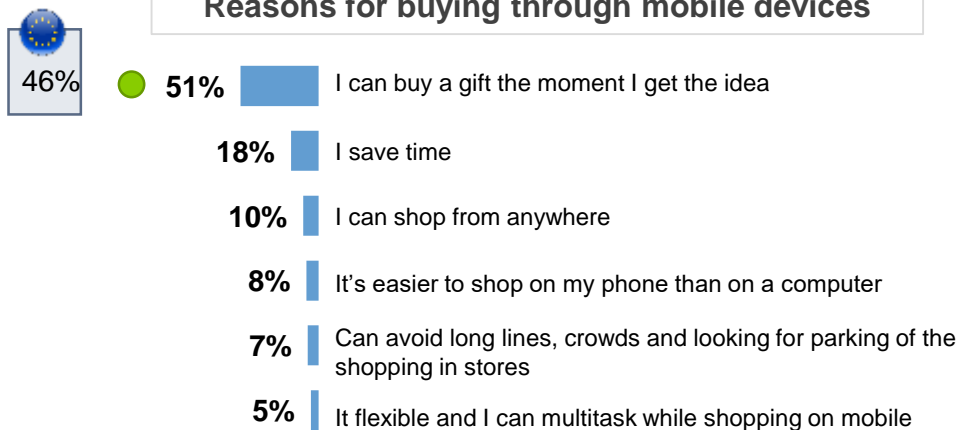 Reasons for buying through mobile devices
46%
51% I can buy a gift the moment I get the idea
18% I save time
10% I can shop from anywhere
8% It’s easier to shop on my phone than on a computer
7% Can avoid long lines, crowds and looking for parking of the
shopping in stores
5% It flexible and I can multitask while shopping on mobile